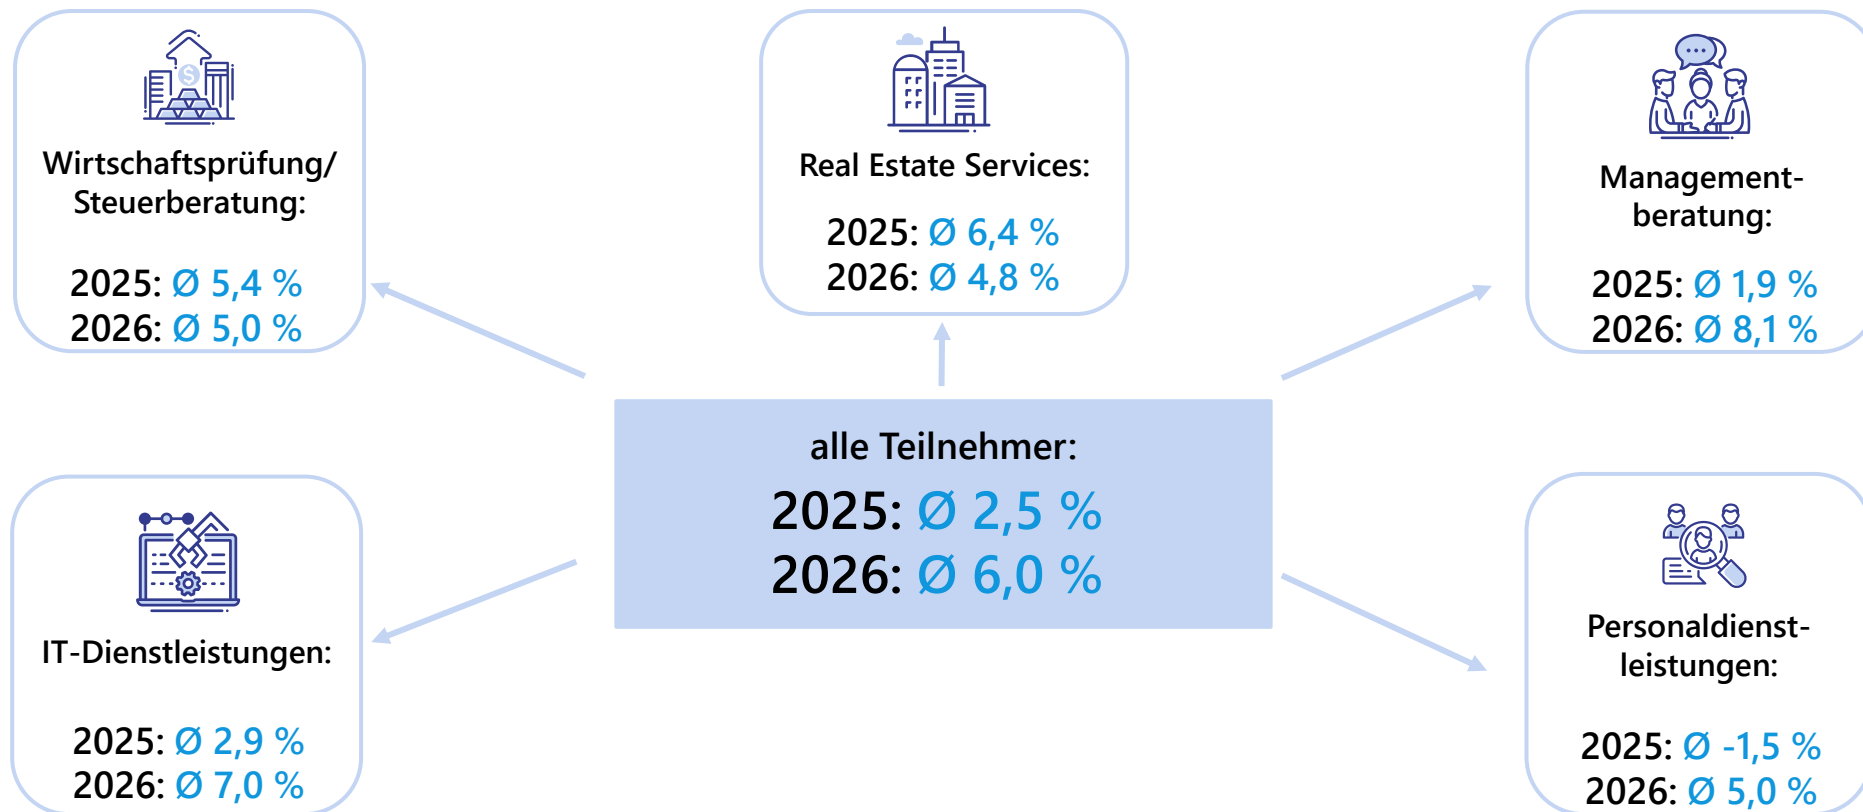 Wirtschaftsprüfung/
Steuerberatung:
2025: Ø 5,4 %
2026: Ø 5,0 %
Real Estate Services:
2025: Ø 6,4 %
2026: Ø 4,8 %
Management-
beratung:
2025: Ø 1,9 %
2026: Ø 8,1 %
alle Teilnehmer:
2025: Ø 2,5 %
2026: Ø 6,0 %
IT-Dienstleistungen:
2025: Ø 2,9 %
2026: Ø 7,0 %
Personaldienst-
leistungen:
2025: Ø -1,5 %
2026: Ø 5,0 %